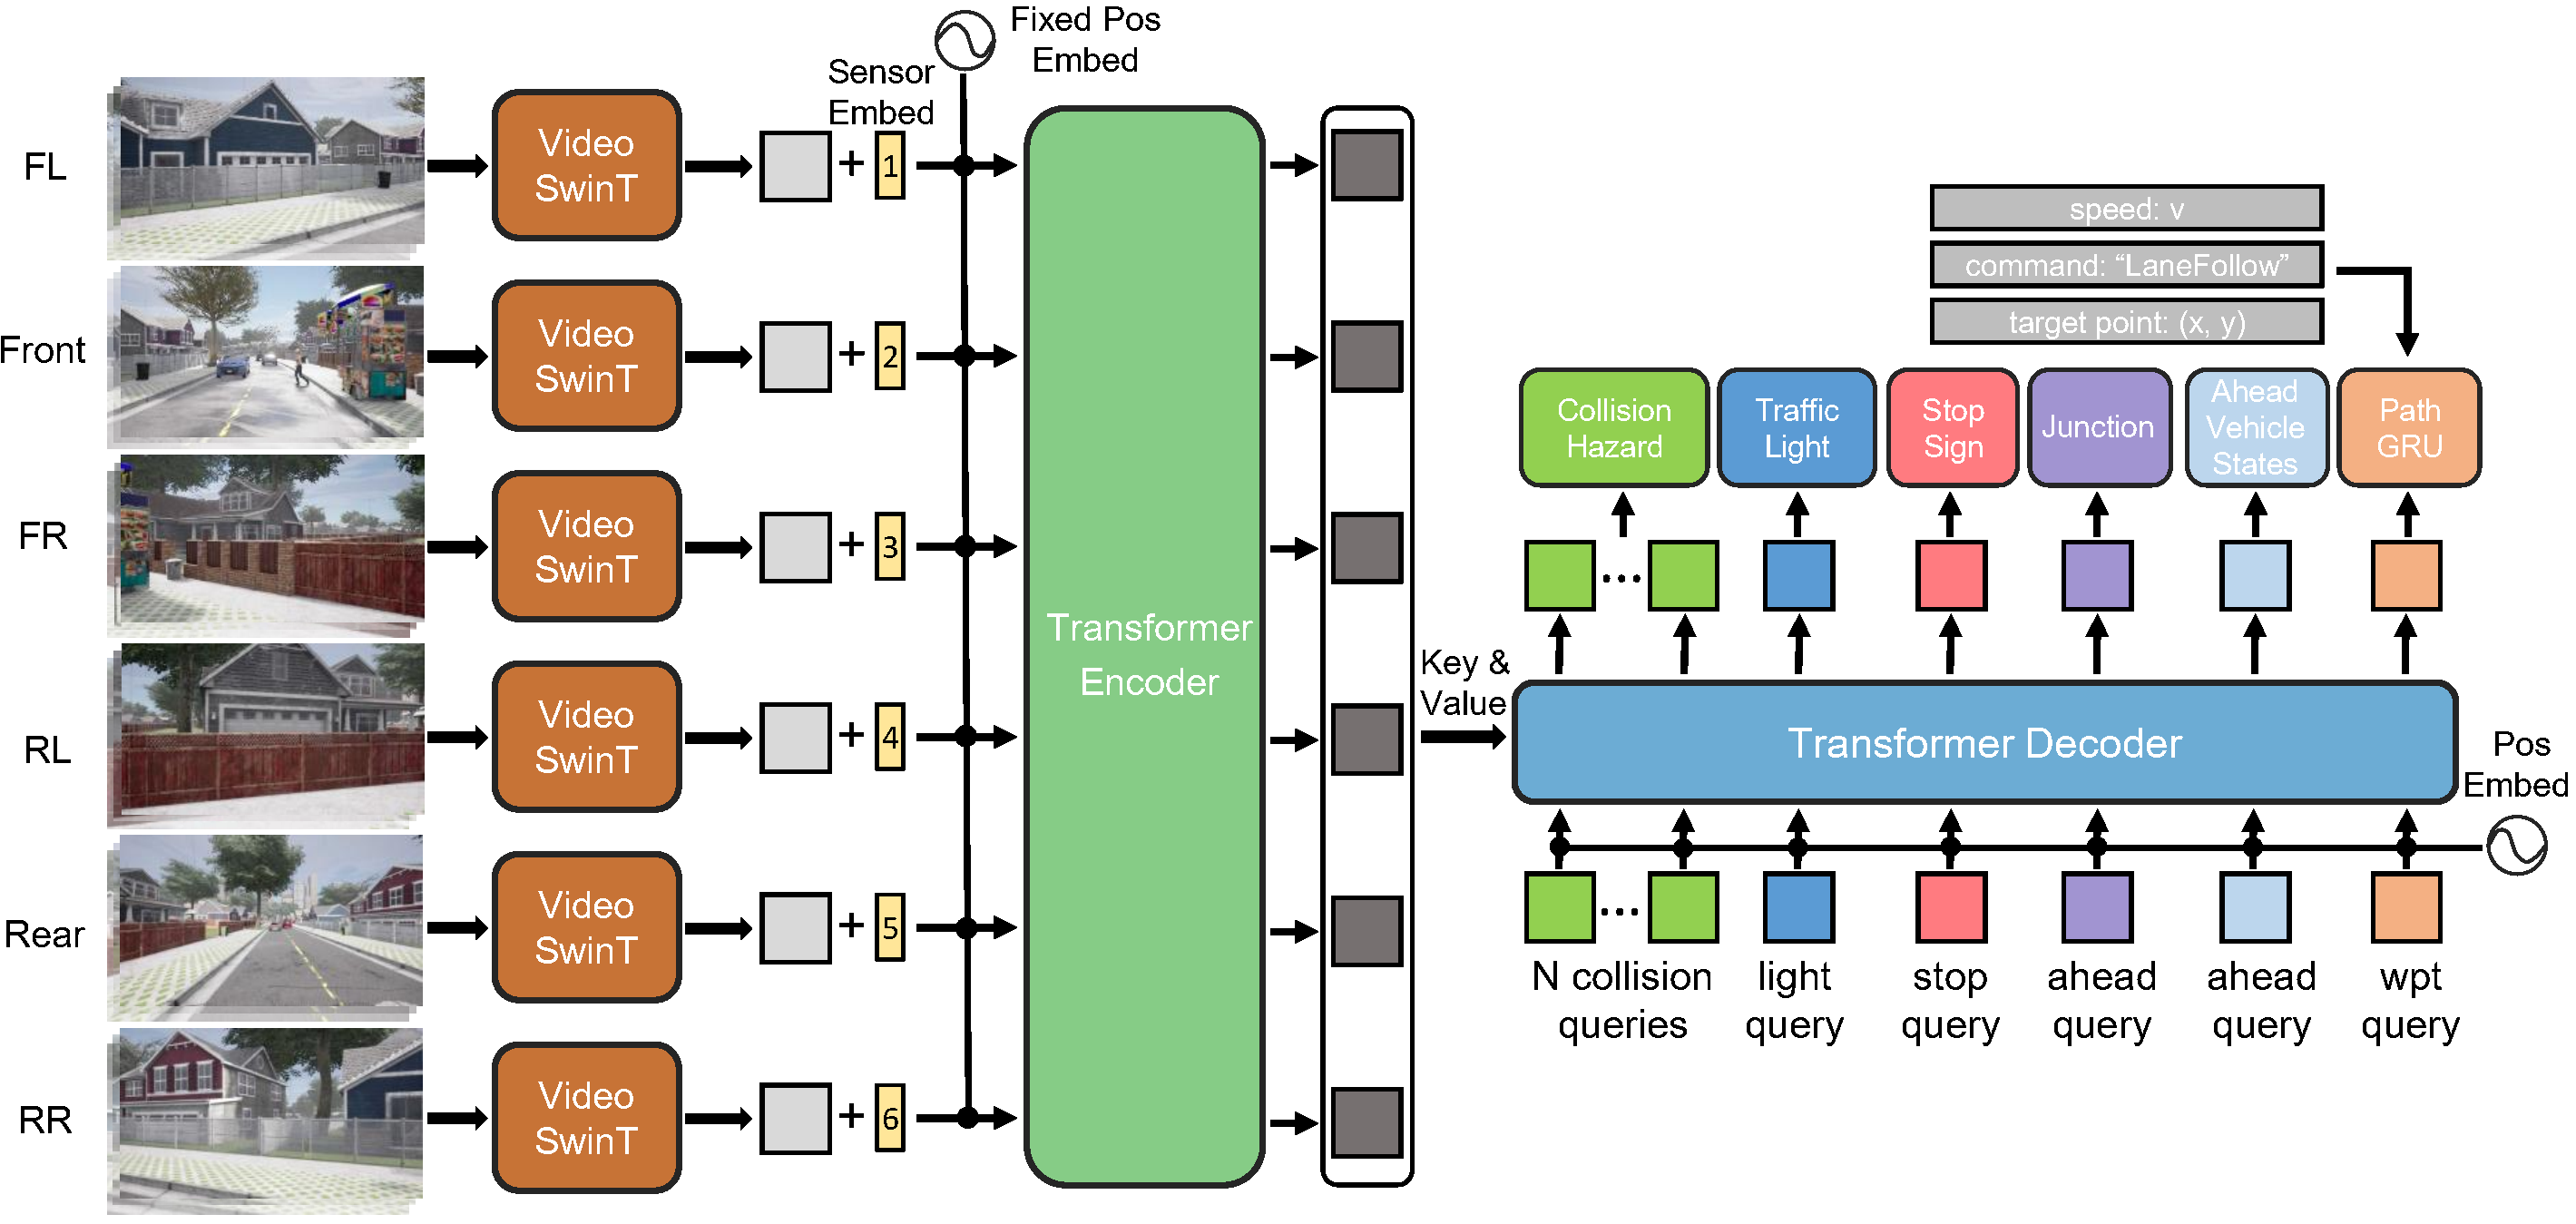 Fixed Pos
Embed
Sensor
Embed
FL
Video
SwinT
+
1
Front
Video
SwinT
+
2
FR
Video
SwinT
+
3
RL
Video
SwinT
+
4
Rear
Video
SwinT
+
5
RR
Video
SwinT
+
6
Transformer
Encoder
Key &
Value
speed: v
command: “LaneFollow”
target point: (x, y)
Collision
Hazard
Traffic
Light
Stop
Sign
Junction
Ahead
Vehicle
States
Path
GRU
...
Transformer Decoder
Pos
Embed
...
N collision
queries
light
query
stop
query
ahead
query
ahead
query
wpt
query